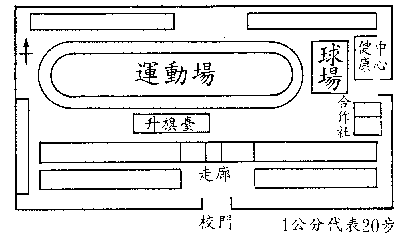 運動場
球場
健康
中心
合作社
升旗臺
走廊
校門
1公分代表20步